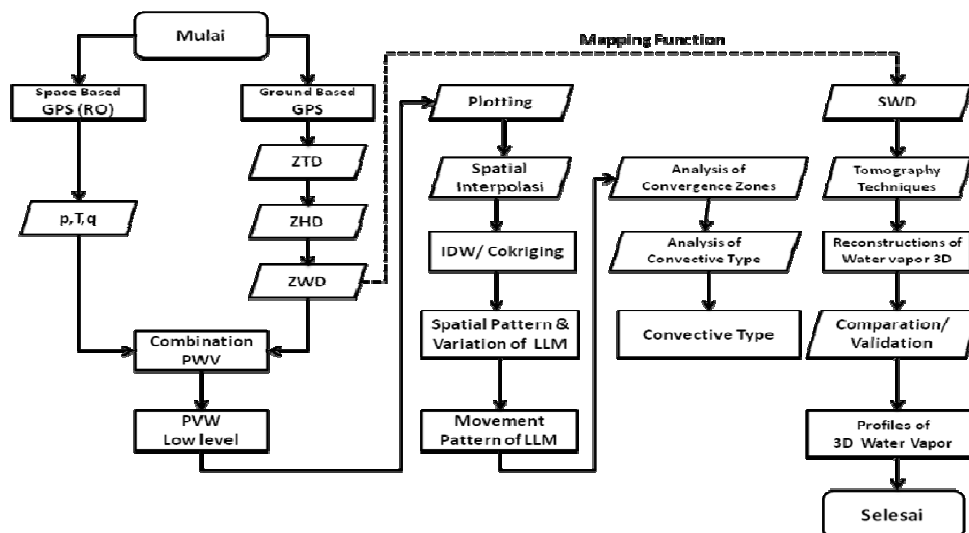 Mulai
Mapping Function
Space Based
GPS (RO)
Ground Based
GPS
ZTD
ZHD
ZWD
p,T,q
Combination
PWV
PVW
Low level
Plotting
Spatial
Interpolasi
IDW/ Cokriging
Spatial Pattern &
Variation of LLM
Movement
Pattern of LLM
Analysis of
Convergence Zones
Analysis of
Convective Type
Convective Type
SWD
Tomography
Techniques
Reconstructions of
Water vapor 3D
Comparation/
Validation
Profiles of
3D Water Vapor
Selesai